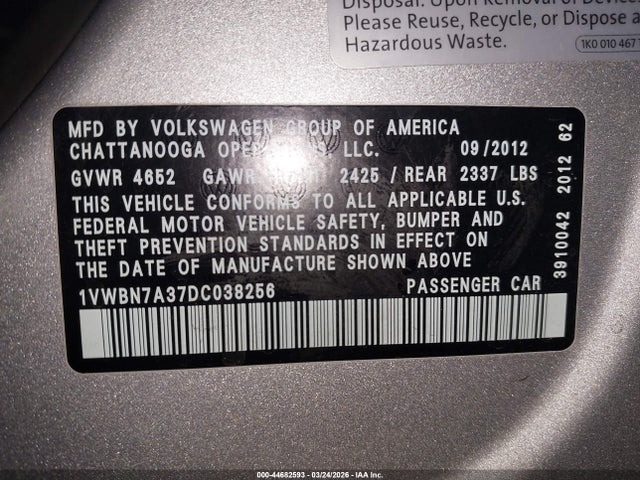 Disposal: Upon Removal of Devices
Please Reuse, Recycle, or Dispose a
Hazardous Waste.
1K0 010 467
MFD BY VOLKSWAGEN GROUP OF AMERICA
CHATTANOOGA LLC. 09/2012
GVWR 4652 GAWR 2425 / REAR 2337 LBS
THIS VEHICLE CONFORMS TO ALL APPLICABLE U.S.
FEDERAL MOTOR VEHICLE SAFETY, BUMPER AND
THEFT PREVENTION STANDARDS IN EFFECT ON
THE DATE OF MANUFACTURE SHOWN ABOVE
1VWBN7A37DC038256 PASSENGER CAR
3910042 2012 62
000-44682593 | 03/24/2026 – IAA Inc.